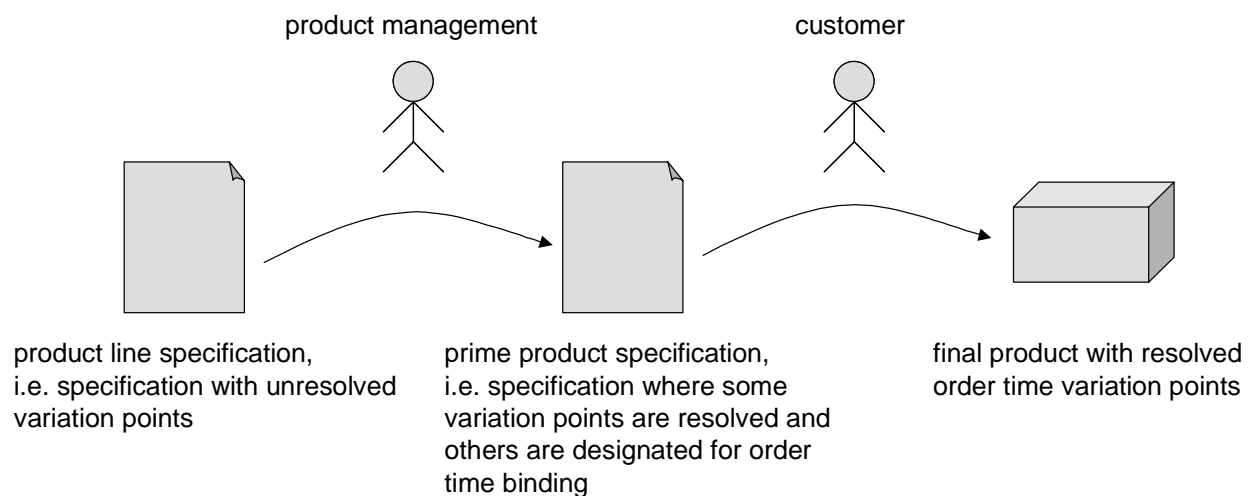 product management
customer
product line specification,
i.e. specification with unresolved
variation points
prime product specification,
i.e. specification where some
variation points are resolved and
others are designated for order
time binding
final product with resolved
order time variation points